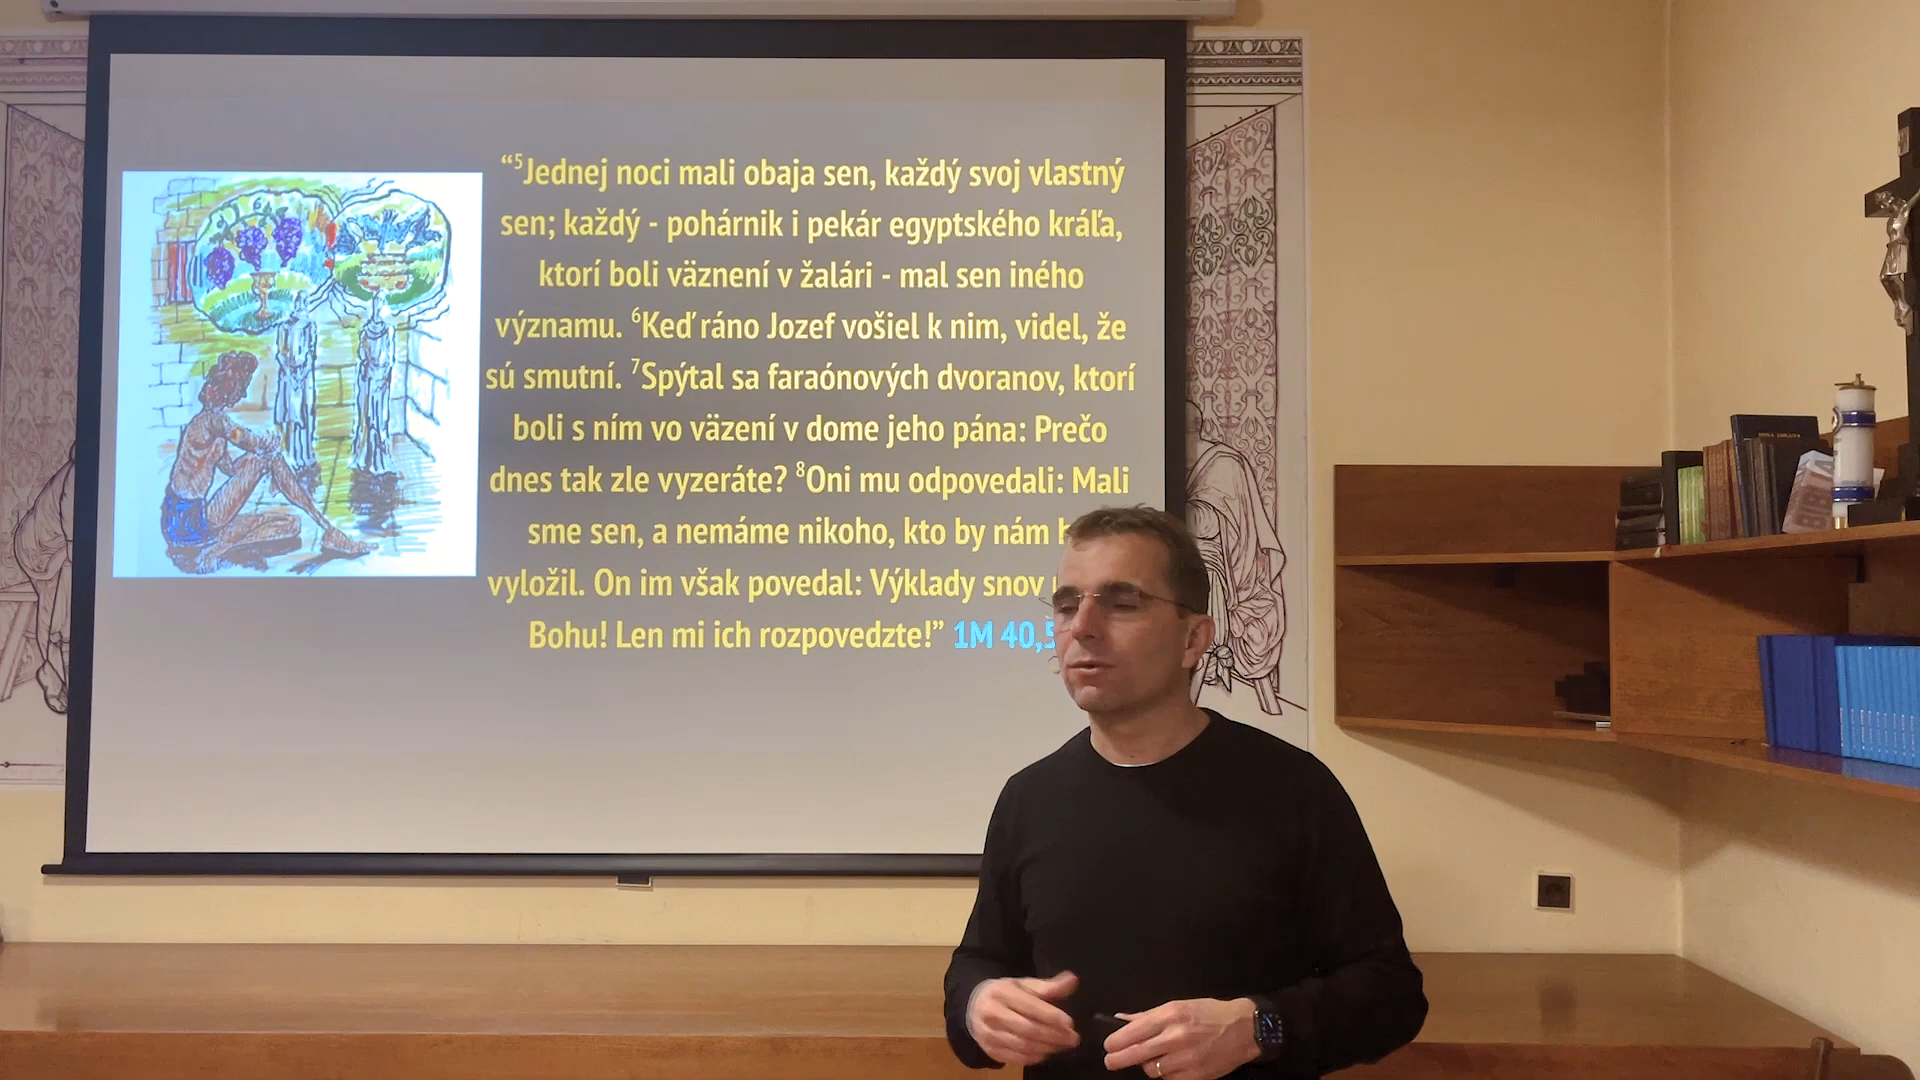 “⁵Jednej noci mali obaja sen, každý svoj vlastný
sen; každý - pohárnik i pekár egyptského kráľa,
ktorí boli väznení v žalári - mal sen iného
významu. ⁶Keď ráno Jozef vošiel k nim, videl, že
sú smutní. ⁷Spýtal sa faraónových dvoranov, ktorí
boli s ním vo väzení v dome jeho pána: Prečo
dnes tak zle vyzeráte? ⁸Oni mu odpovedali: Mali
sme sen, a nemáme nikoho, kto by nám
vyložil. On im však povedal: Výklady snov
Bohu! Len mi ich rozpovedzte!” 1M 40,5
BIBLIA